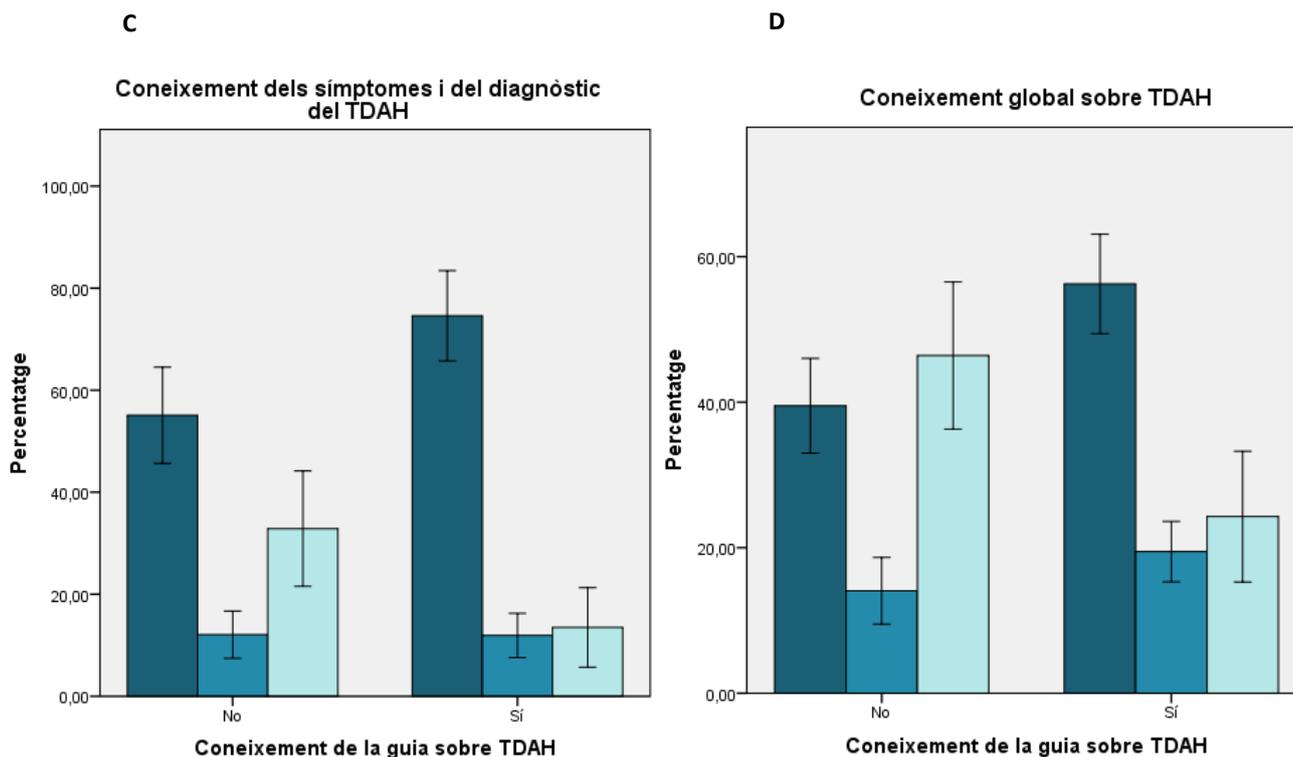 C
Coneixement dels símptomes i del diagnòstic
del TDAH
100,00
80,00
60,00
40,00
20,00
0,00
Percentatge
No
Sí
Coneixement de la guia sobre TDAH
D
Coneixement global sobre TDAH
60,00
40,00
20,00
0,00
Percentatge
No
Sí
Coneixement de la guia sobre TDAH